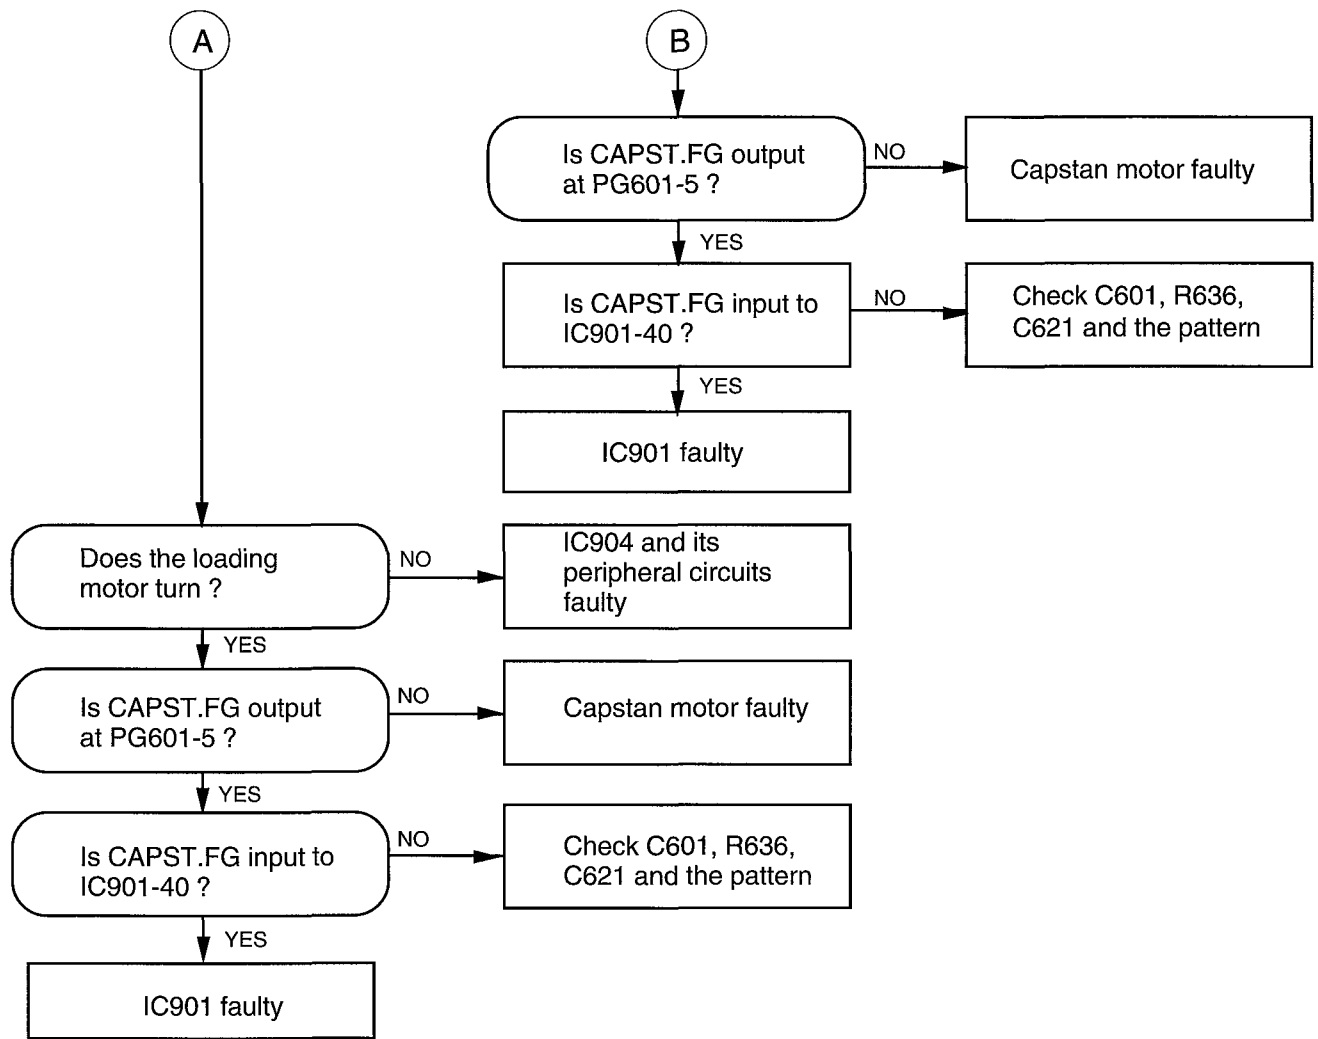 A
B
Is CAPST.FG output
at PG601-5 ?
NO
Capstan motor faulty
YES
Is CAPST.FG input to
IC901-40 ?
NO
Check C601, R636,
C621 and the pattern
YES
IC901 faulty
Does the loading
motor turn ?
NO
IC904 and its
peripheral circuits
faulty
YES
Is CAPST.FG output
at PG601-5 ?
NO
Capstan motor faulty
YES
Is CAPST.FG input to
IC901-40 ?
NO
Check C601, R636,
C621 and the pattern
YES
IC901 faulty